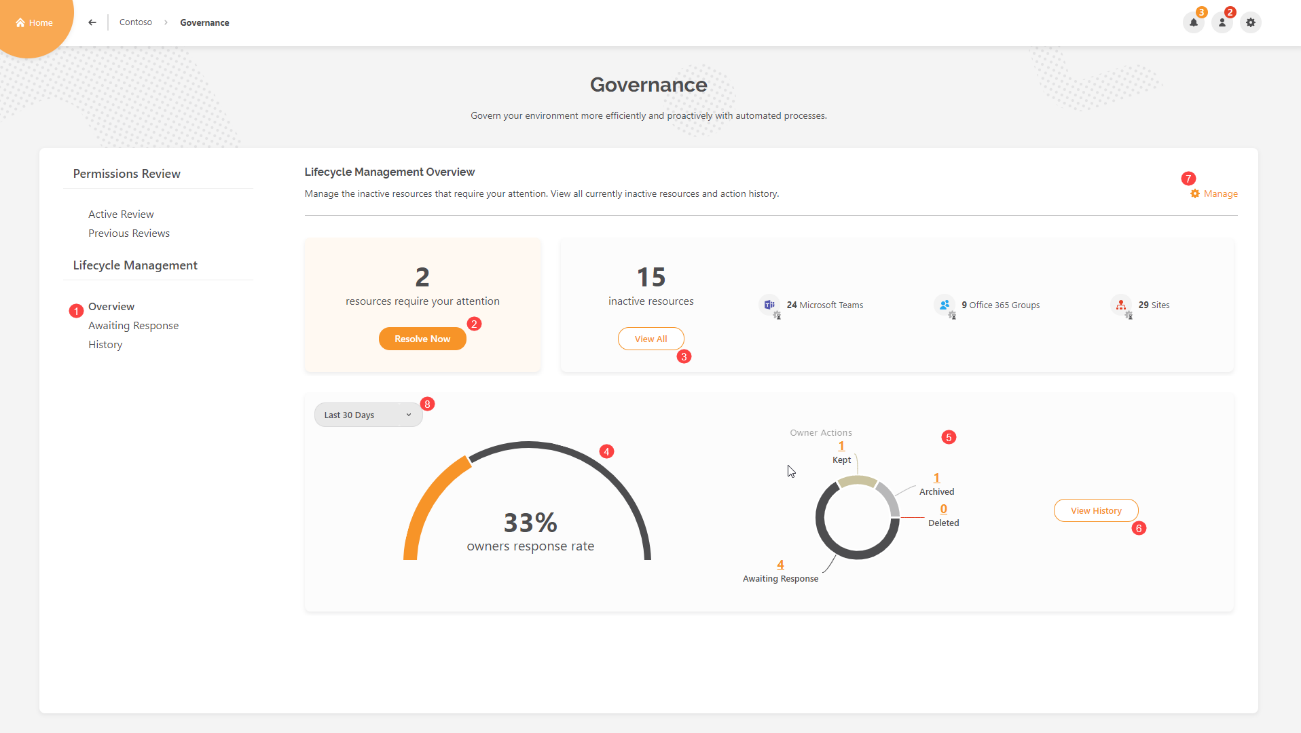 Home
Contoso
Governance
3
2
Governance
Govern your environment more efficiently and proactively with automated processes.
Permissions Review
Active Review
Previous Reviews
Lifecycle Management
1
Overview
Awaiting Response
History
Lifecycle Management Overview
Manage the inactive resources that require your attention. View all currently inactive resources and action history.
7
Manage
2
resources require your attention
Resolve Now
2
15
inactive resources
View All
3
24 Microsoft Teams
9 Office 365 Groups
29 Sites
Last 30 Days
8
4
33%
owners response rate
Owner Actions
5
1
Kept
1
Archived
0
Deleted
4
Awaiting Response
View History
6